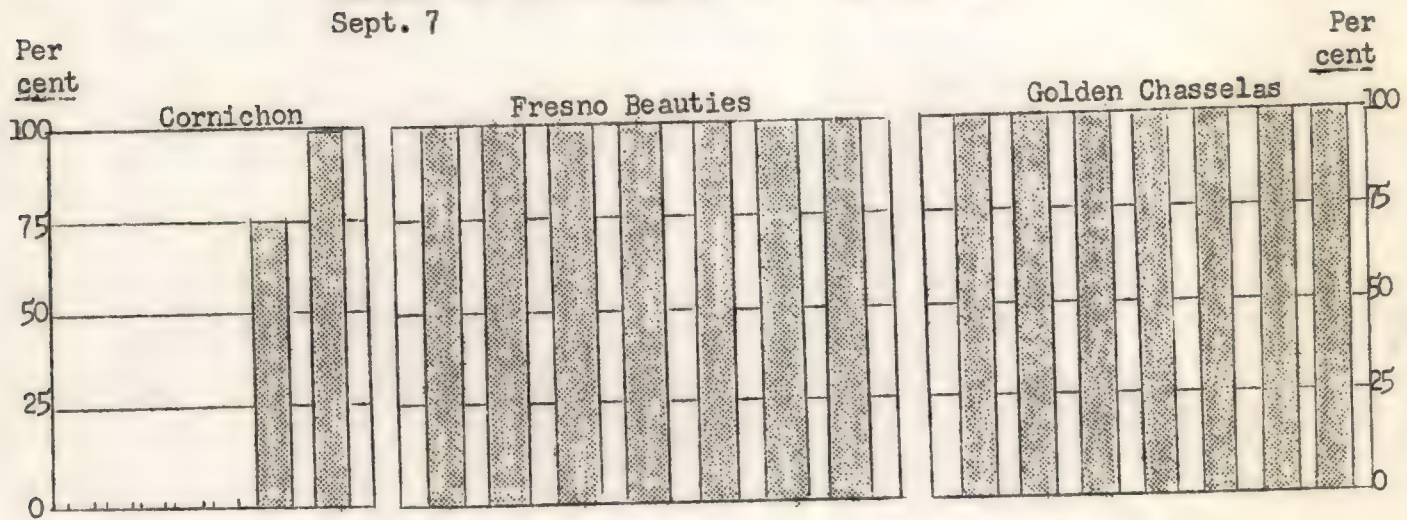 Sept. 7
Per
cent
Per
cent
Cornichon
Fresno Beauties
Golden Chasselas
100
75
50
25
0
100
75
50
25
0